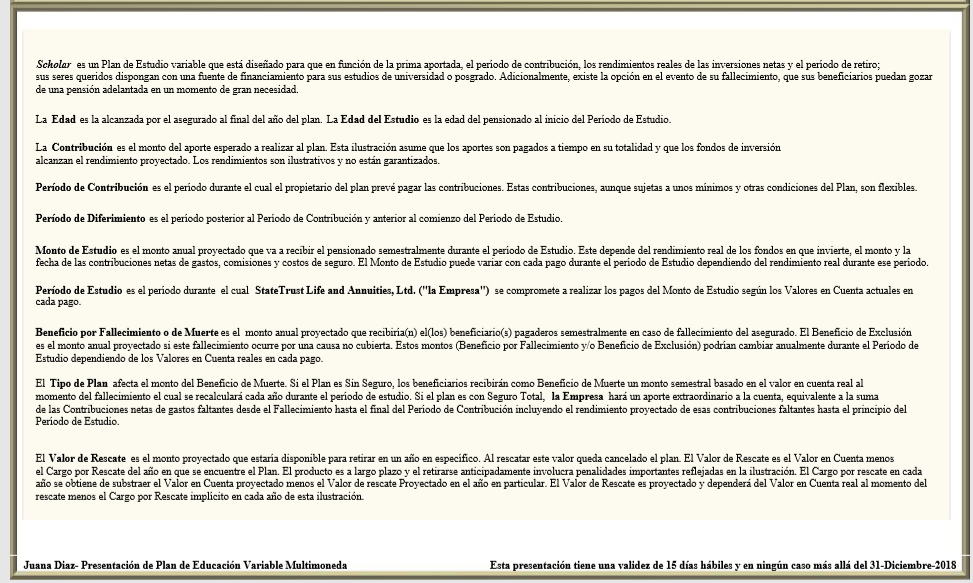 Scholar es un Plan de Estudio variable que está diseñado para que en función de la prima aportada, el período de contribución, los rendimientos reales de las inversiones netas y el período de retiro;
sus seres queridos dispongan con una fuente de financiamiento para sus estudios de universidad o posgrado. Adicionalmente, existe la opción en el evento de su fallecimiento, que sus beneficiarios puedan gozar
de una pensión adelantada en un momento de gran necesidad.
La Edad es la alcanzada por el asegurado al final del año del plan. La Edad del Estudio es la edad del pensionado al inicio del Período de Estudio.
La Contribución es el monto del aporte esperado a realizar al plan. Esta ilustración asume que los aportes son pagados a tiempo en su totalidad y que los fondos de inversión
alcanzan el rendimiento proyectado. Los rendimientos son ilustrativos y no están garantizados.
Período de Contribución es el período durante el cual el propietario del plan prevé pagar las contribuciones. Estas contribuciones, aunque sujetas a unos mínimos y otras condiciones del Plan, son flexibles.
Período de Diferimiento es el período posterior al Período de Contribución y anterior al comienzo del Período de Estudio.
Monto de Estudio es el monto anual proyectado que va a recibir el pensionado semestralmente durante el período de Estudio. Este depende del rendimiento real de los fondos en que invierte, el monto y la
fecha de las contribuciones netas de gastos, comisiones y costos de seguro. El Monto de Estudio puede variar con cada pago durante el período de Estudio dependiendo del rendimiento real durante ese período.
Período de Estudio es el período durante el cual StateTrust Life and Annuities, Ltd. ("la Empresa") se compromete a realizar los pagos del Monto de Estudio según los Valores en Cuenta actuales en
cada pago.
Beneficio por Fallecimiento o de Muerte es el monto anual proyectado que recibiría(n) el(los) beneficiario(s) pagaderos semestralmente en caso de fallecimiento del asegurado. El Beneficio de Exclusión
es el monto anual proyectado si este fallecimiento ocurre por una causa no cubierta. Estos montos (Beneficio por Fallecimiento y/o Beneficio de Exclusión) podrían cambiar anualmente durante el Período de
Estudio dependiendo de los Valores en Cuenta reales en cada pago.
El Tipo de Plan afecta el monto del Beneficio de Muerte. Si el Plan es Sin Seguro, los beneficiarios recibirán como Beneficio de Muerte un monto semestral basado en el valor en cuenta real al
momento del fallecimiento el cual se recalculará cada año durante el período de estudio. Si el plan es con Seguro Total, la Empresa hará un aporte extraordinario a la cuenta, equivalente a la suma
de las Contribuciones netas de gastos faltantes desde el Fallecimiento hasta el final del Período de Contribución incluyendo el rendimiento proyectado de esas contribuciones faltantes hasta el principio del
Período de Estudio.
El Valor de Rescate es el monto proyectado que estaría disponible para retirar en un año en específico. Al rescatar este valor queda cancelado el plan. El Valor de Rescate es el Valor en Cuenta menos
el Cargo por Rescate del año en que se encuentre el Plan. El producto es a largo plazo y el retirarse anticipadamente involucra penalidades importantes reflejadas en la ilustración. El Cargo por rescate en cada
año se obtiene de substraer el Valor en Cuenta proyectado menos el Valor de rescate Proyectado en el año en particular. El Valor de Rescate es proyectado y dependerá del Valor en Cuenta real al momento del
rescate menos el Cargo por Rescate implícito en cada año de esta ilustración.
Juana Diaz- Presentación de Plan de Educación Variable Multimoneda
Esta presentación tiene una validez de 15 días hábiles y en ningún caso más allá del 31-Diciembre-2018